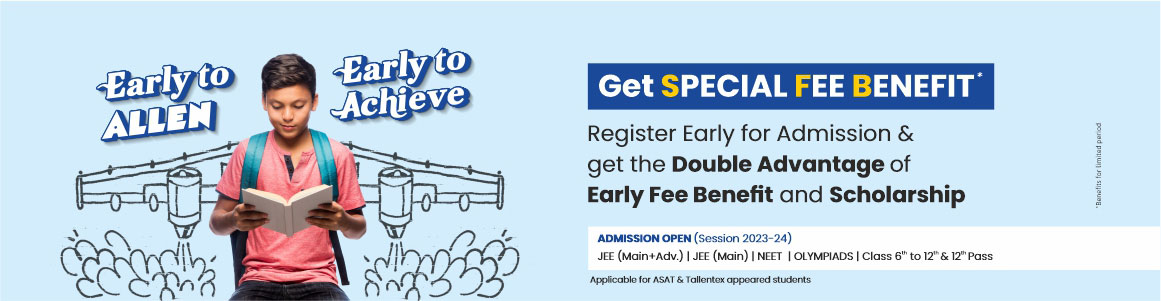 Early to
ALLEN
Early to
Achieve
Get SPECIAL FEE BENEFIT*
Register Early for Admission &
get the Double Advantage of
Early Fee Benefit and Scholarship
*Benefits for limited period
ADMISSION OPEN (Session 2023-24)
JEE (Main+Adv.) | JEE (Main) | NEET | OLYMPIADS | Class 6th to 12th & 12th Pass
Applicable for ASAT & Tallentex appeared students